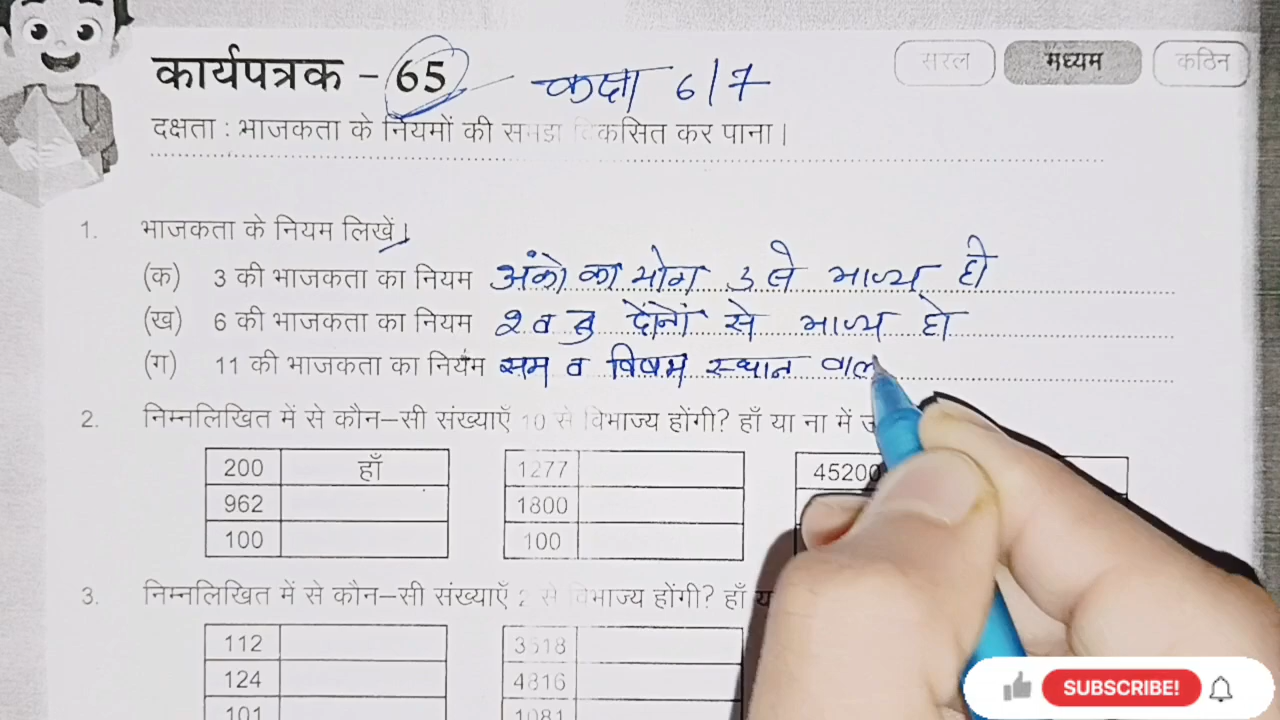 कार्यपत्रक - 65 कक्षा 6/7
सरल मध्यम कठिन
दक्षता : भाजकता के नियमों की समझ विकसित कर पाना।
1. भाजकता के नियम लिखें।
(क) 3 की भाजकता का नियम अंको का योग 3 से भाज्य हो
(ख) 6 की भाजकता का नियम 2 व 3 दोंनों से भाज्य हो
(ग) 11 की भाजकता का नियम सम व विषम स्थान वाल
2. निम्नलिखित में से कौन-सी संख्याएँ 10 से विभाज्य होंगी? हाँ या ना में
200 हाँ 1277 45200
962 1800
100 100
3. निम्नलिखित में से कौन-सी संख्याएँ 2 से विभाज्य होंगी? हाँ
112 3518
124 4816
101 1081
SUBSCRIBE!